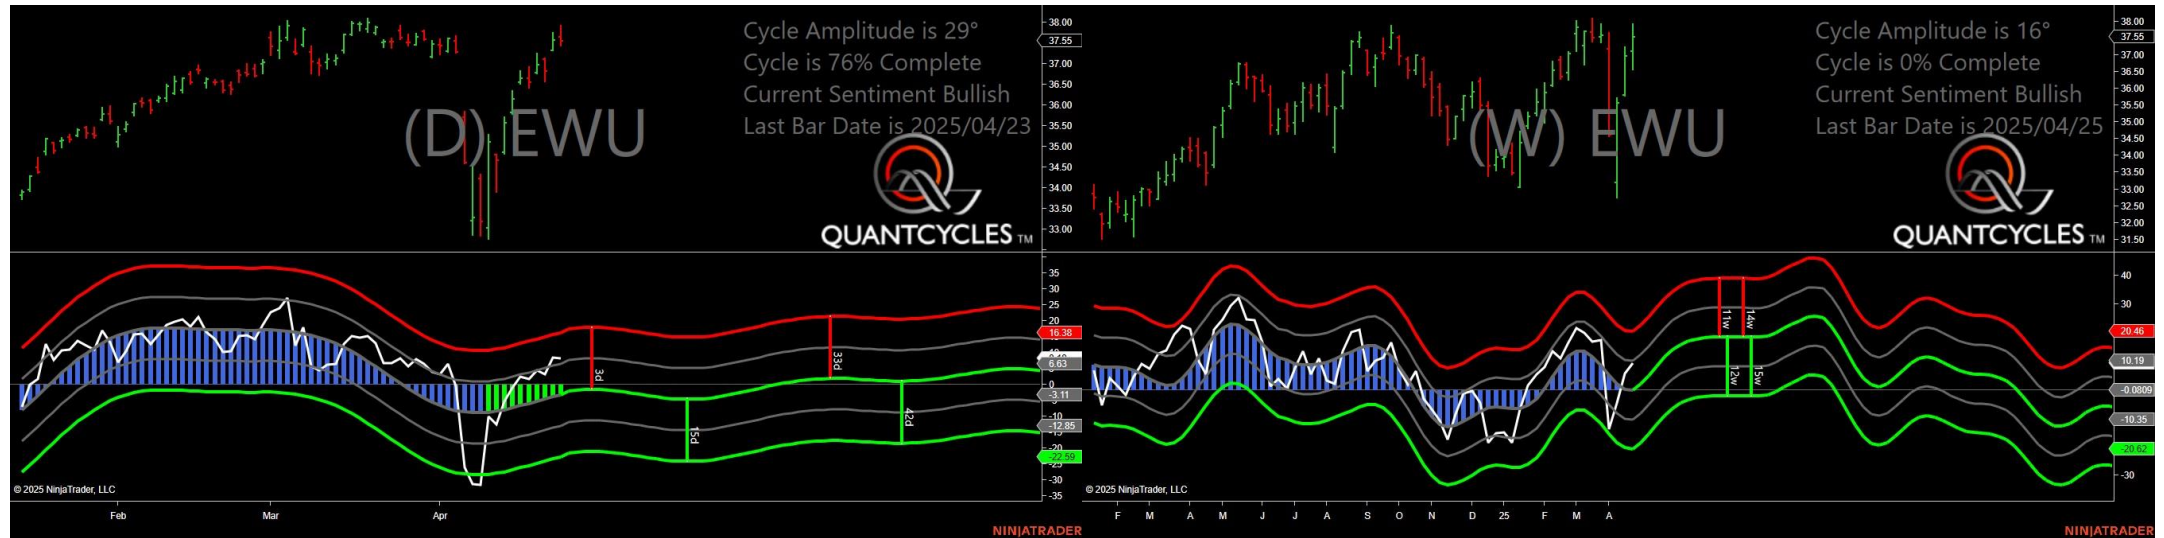 Cycle Amplitude is 29°
Cycle is 76% Complete
Current Sentiment Bullish
Last Bar Date is 2025/04/23
(D) EWU
QUANTCYCLES TM
38.00
37.55
37.00
36.50
36.00
35.50
35.00
34.50
34.00
33.50
33.00
35
30
25
20
16.38
6.63
0
-3.11
-10
-12.85
-20
-22.59
-30
-35
3d
15d
33d
42d
© 2025 NinjaTrader, LLC
Feb
Mar
Apr
NINJATRADER
Cycle Amplitude is 16°
Cycle is 0% Complete
Current Sentiment Bullish
Last Bar Date is 2025/04/25
(W) EWU
QUANTCYCLES TM
38.00
37.55
37.00
36.50
36.00
35.50
35.00
34.50
34.00
33.50
33.00
32.50
32.00
31.50
40
30
20.46
10.19
-0.0809
-10.35
-20.62
-30
11w
14w
12w
15w
© 2025 NinjaTrader, LLC
F
M
A
M
J
J
A
S
O
N
D
25
F
M
A
NINJATRADER